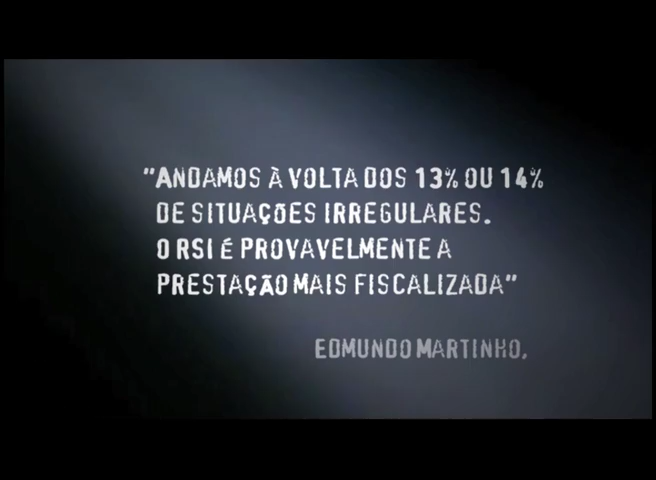 "ANDAMOS À VOLTA DOS 13% OU 14%
DE SITUAÇÕES IRREGULARES.
O RSI É PROVAVELMENTE A
PRESTAÇÃO MAIS FISCALIZADA"
EDMUNDO MARTINHO.